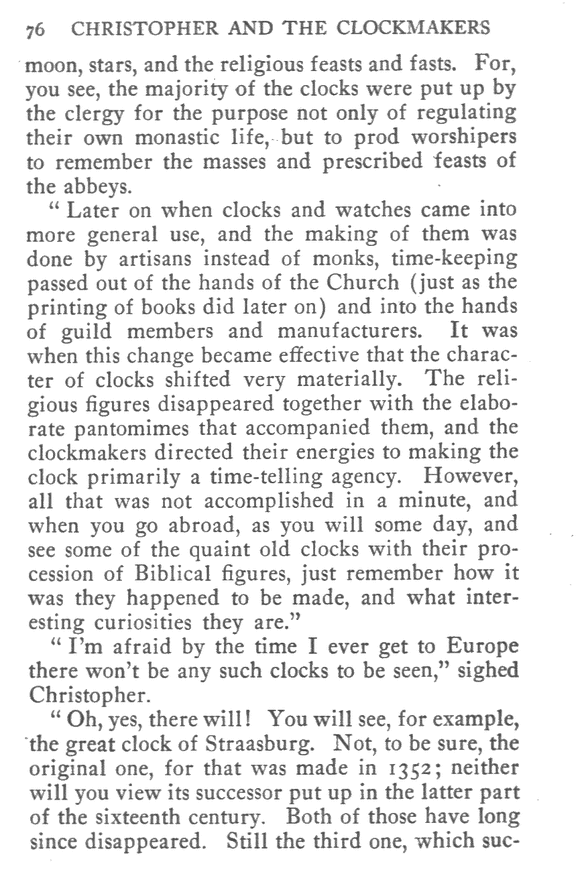 76 CHRISTOPHER AND THE CLOCKMAKERS
moon, stars, and the religious feasts and fasts. For,
you see, the majority of the clocks were put up by
the clergy for the purpose not only of regulating
their own monastic life, but to prod worshipers
to remember the masses and prescribed feasts of
the abbeys.
“ Later on when clocks and watches came into
more general use, and the making of them was
done by artisans instead of monks, time-keeping
passed out of the hands of the Church (just as the
printing of books did later on) and into the hands
of guild members and manufacturers. It was
when this change became effective that the charac-
ter of clocks shifted very materially. The reli-
gious figures disappeared together with the elabo-
rate pantomimes that accompanied them, and the
clockmakers directed their energies to making the
clock primarily a time-telling agency. However,
all that was not accomplished in a minute, and
when you go abroad, as you will some day, and
see some of the quaint old clocks with their pro-
cession of Biblical figures, just remember how it
was they happened to be made, and what inter-
esting curiosities they are.”
“ I'm afraid by the time I ever get to Europe
there won't be any such clocks to be seen,” sighed
Christopher.
“ Oh, yes, there will! You will see, for example,
the great clock of Straasburg. Not, to be sure, the
original one, for that was made in 1352; neither
will you view its successor put up in the latter part
of the sixteenth century. Both of those have long
since disappeared. Still the third one, which suc-